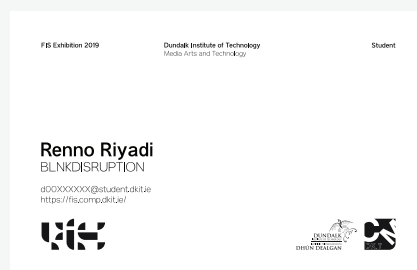 FIS Exhibition 2019
Dundalk Institute of Technology
Media Arts and Technology
Student
Renno Riyadi
BLNKDISRUPTION
d00XXXXXX@student.dkit.ie
https://fis.comp.dkit.ie/
FIS
DUNDALK
DHÚN DEALGAN